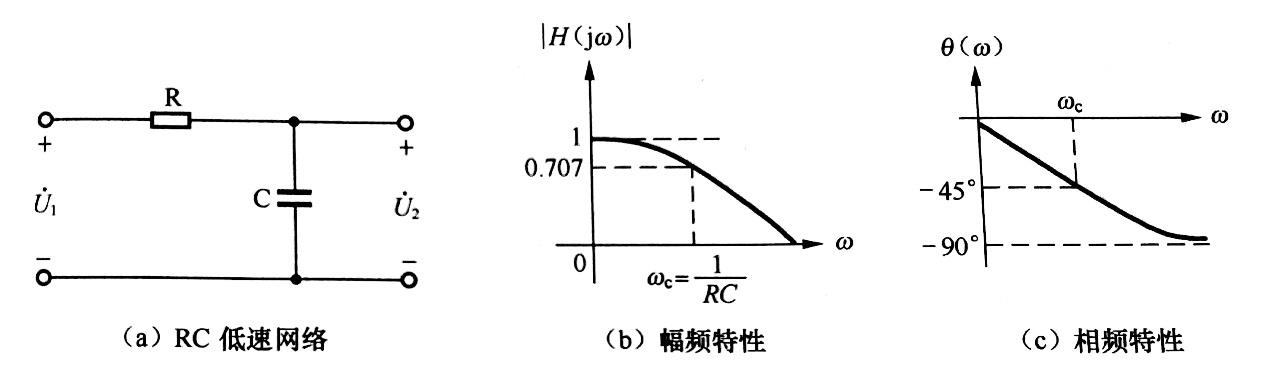 R
+
+
U̇₁
C
U̇₂
−
−
(a) RC 低速网络
|H(jω)|
1
0.707
0
ω
ωc=1/RC
(b) 幅频特性
θ(ω)
ωc
ω
−45°
−90°
(c) 相频特性